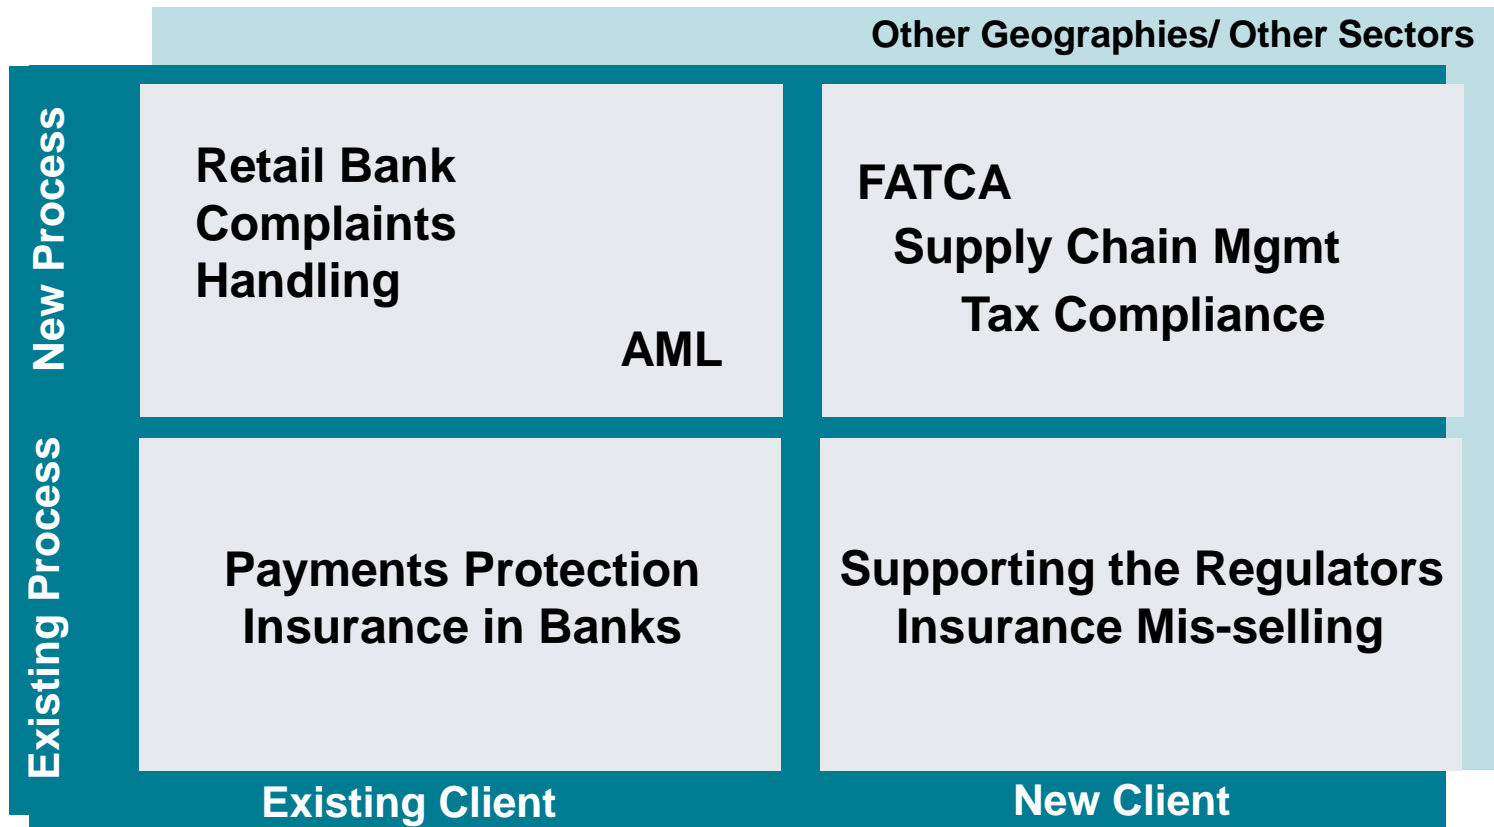 Other Geographies/ Other Sectors
New Process
Retail Bank
Complaints
Handling
AML
FATCA
Supply Chain Mgmt
Tax Compliance
Existing Process
Payments Protection
Insurance in Banks
Supporting the Regulators
Insurance Mis-selling
Existing Client
New Client